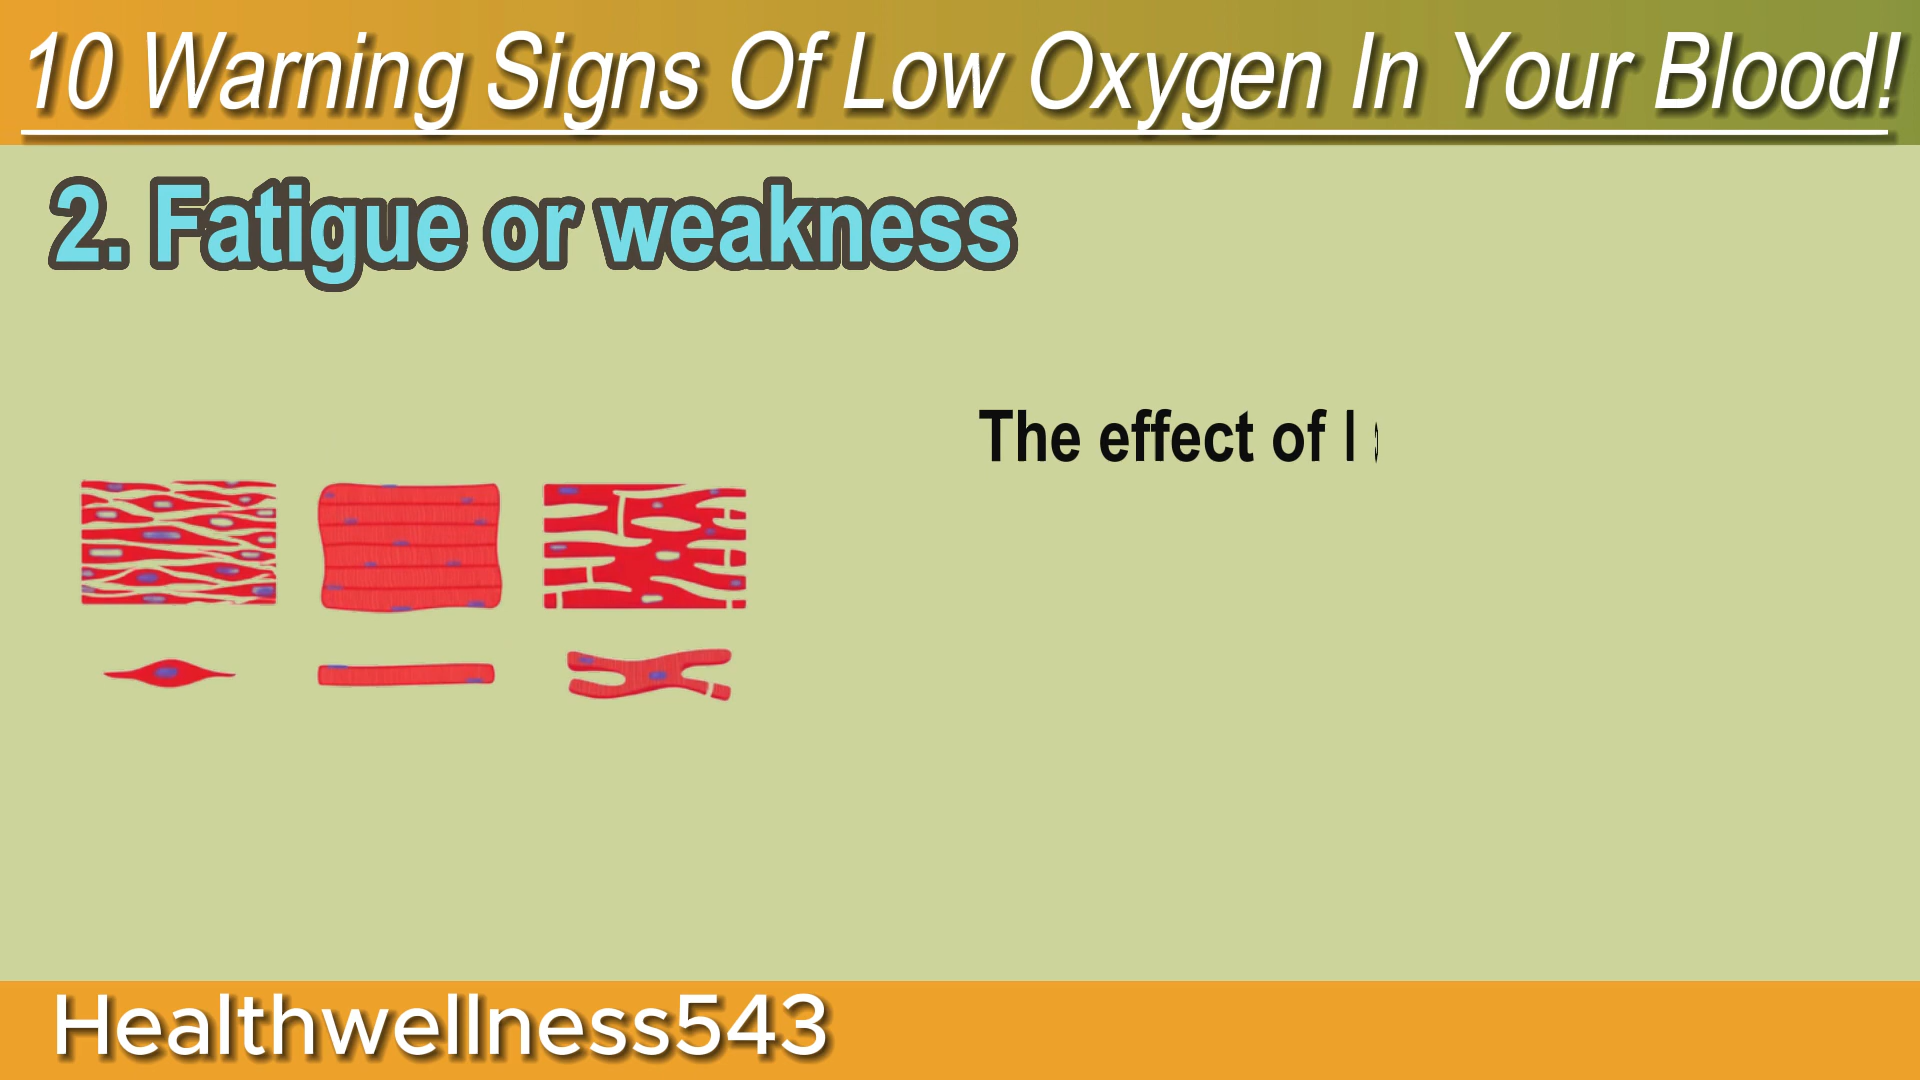 10 Warning Signs Of Low Oxygen In Your Blood!
2. Fatigue or weakness
The effect of l
Healthwellness543